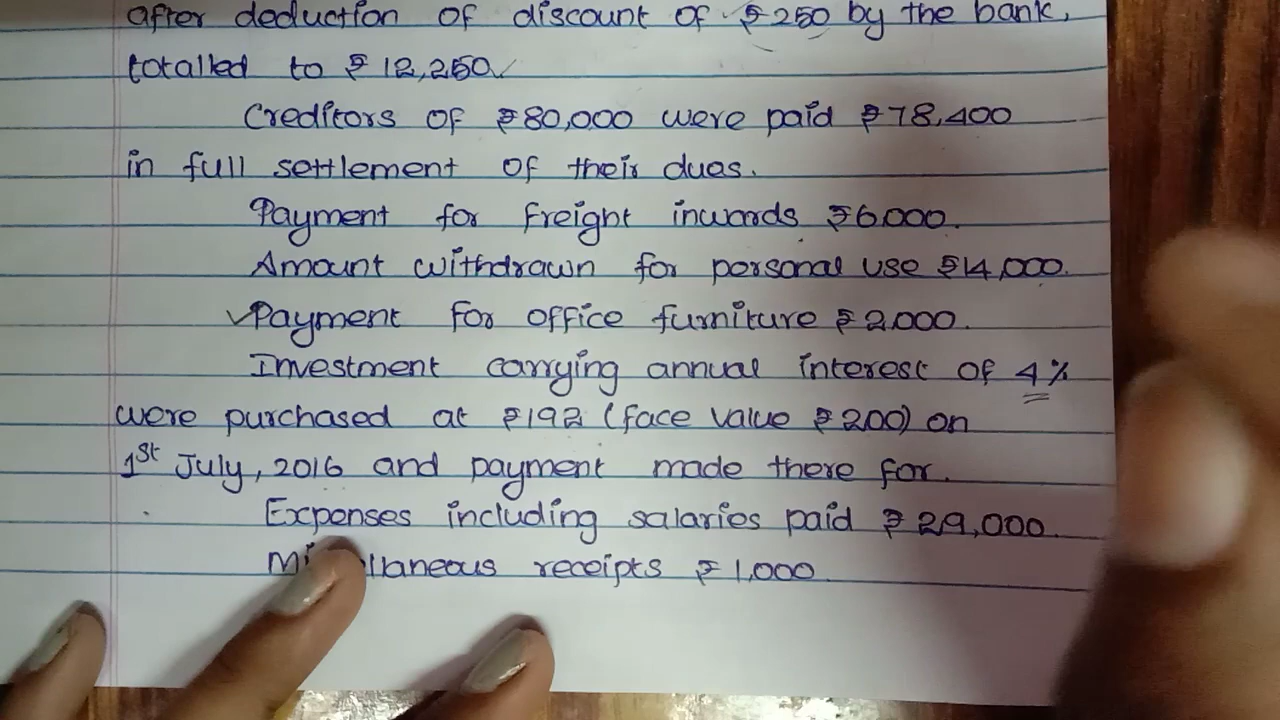 after deduction of discount of ₹250 by the bank,
totalled to ₹12,250
Creditors of ₹80,000 were paid ₹78,400
in full settlement of their dues.
Payment for freight inwards ₹6,000.
Amount withdrawn for personal use ₹14,000.
✓Payment for office furniture ₹2,000.
Investment carrying annual interest of 4%
were purchased at ₹192 (face value ₹200) on
1st July, 2016 and payment made there for.
Expenses including salaries paid ₹29,000.
receipts ₹1,000